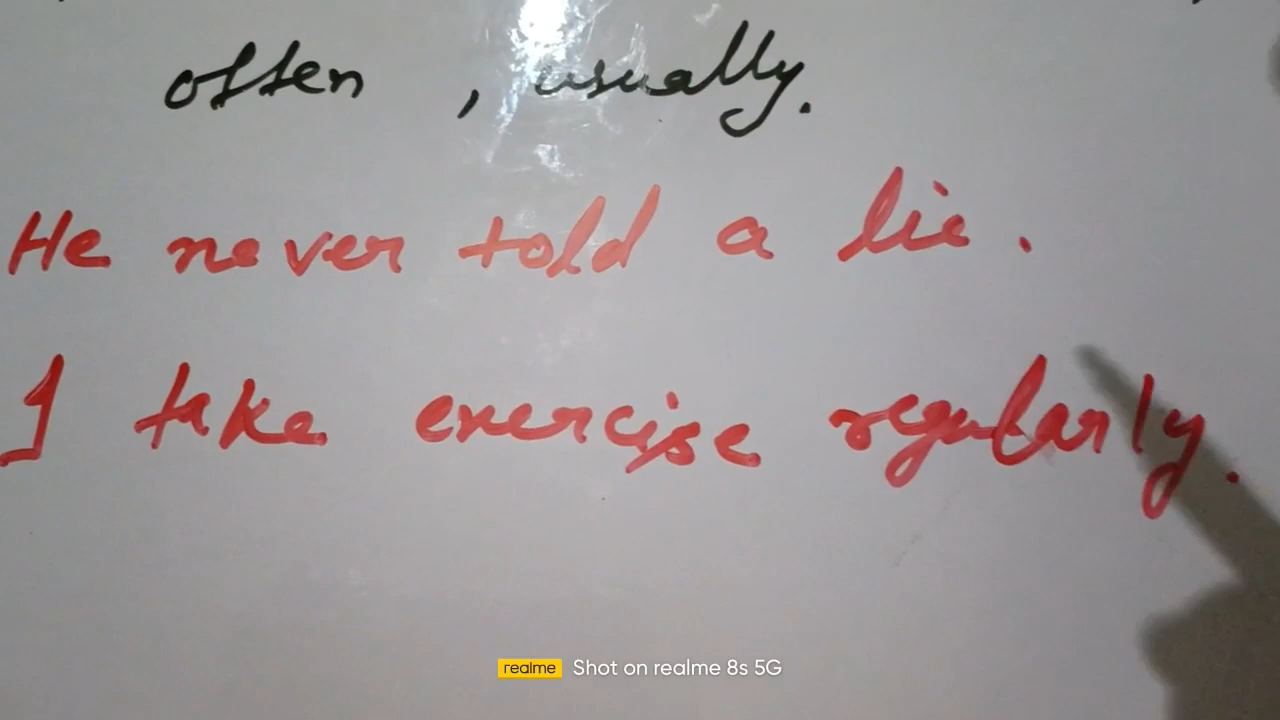 often , usually.
He never told a lie.
I take exercise regularly.
realme Shot on realme 8s 5G